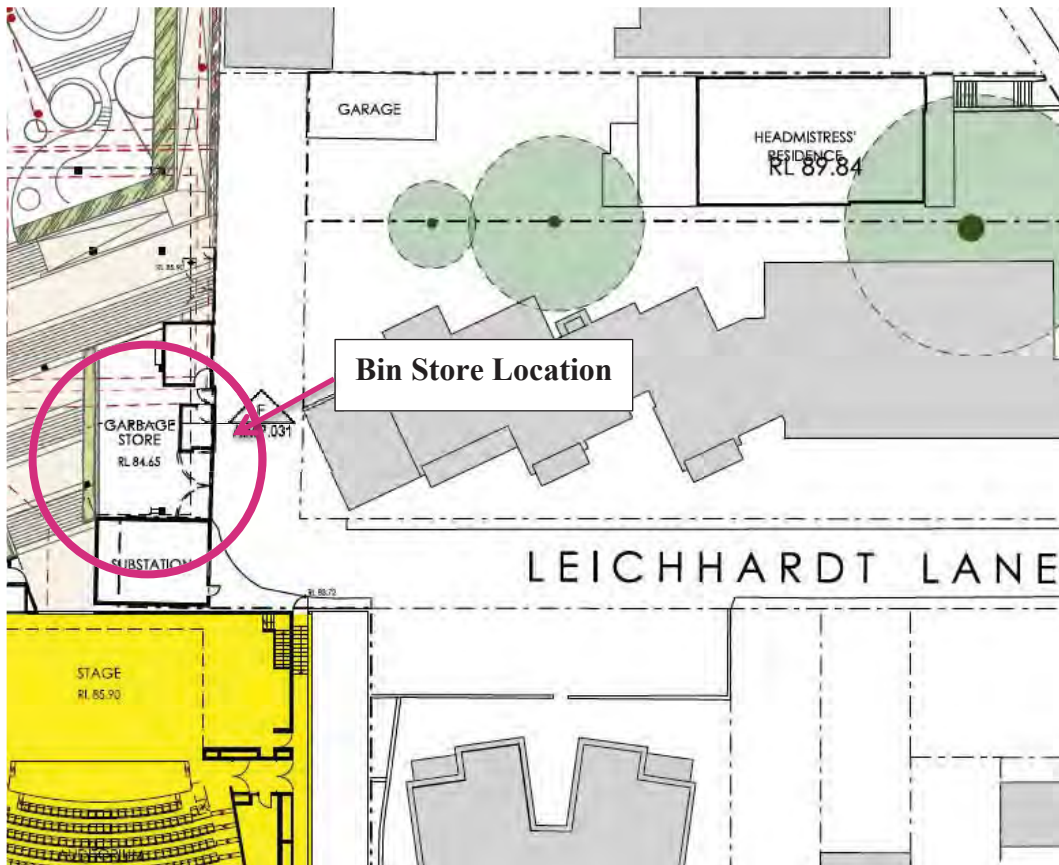 GARAGE
HEADMISTRESS'
RESIDENCE
RL 89.84
Bin Store Location
GARBAGE
STORE
RL 84.65
SUBSTATION
LEICHHARDT LANE
STAGE
RL 85.90
AUDITORIUM